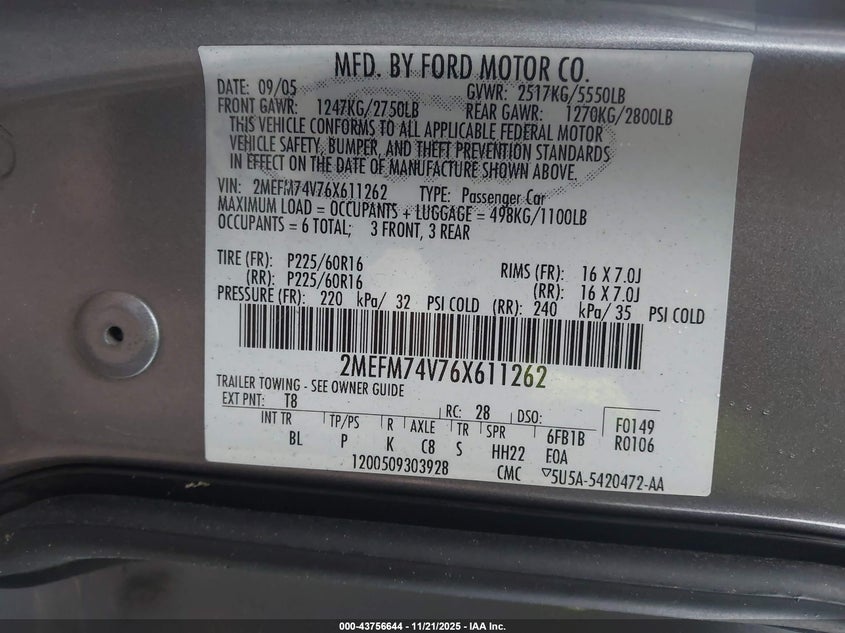 MFD. BY FORD MOTOR CO.
DATE: 09/05 GVWR: 2517KG/5550LB
FRONT GAWR: 1247KG/2750LB REAR GAWR: 1270KG/2800LB
THIS VEHICLE CONFORMS TO ALL APPLICABLE FEDERAL MOTOR
VEHICLE SAFETY, BUMPER, AND THEFT PREVENTION STANDARDS
IN EFFECT ON THE DATE OF MANUFACTURE SHOWN ABOVE.
VIN: 2MEFM74V76X611262 TYPE: Passenger Car
MAXIMUM LOAD = OCCUPANTS + LUGGAGE = 498KG/1100LB
OCCUPANTS = 6 TOTAL; 3 FRONT, 3 REAR
TIRE (FR): P225/60R16 RIMS (FR): 16 X 7.0J
(RR): P225/60R16 (RR): 16 X 7.0J
PRESSURE (FR): 220 kPa/ 32 PSI COLD (RR): 240 kPa/ 35 PSI COLD
2MEFM74V76X611262
TRAILER TOWING - SEE OWNER GUIDE
EXT PNT: T8 RC: 28 DSO: F0149
INT TR TP/PS R AXLE TR SPR 6FB1B R0106
BL P K C8 S HH22 FOA
1200509303928 CMC ▽5U5A-5420472-AA
000-43756644 - 11/21/2025 - IAA Inc.